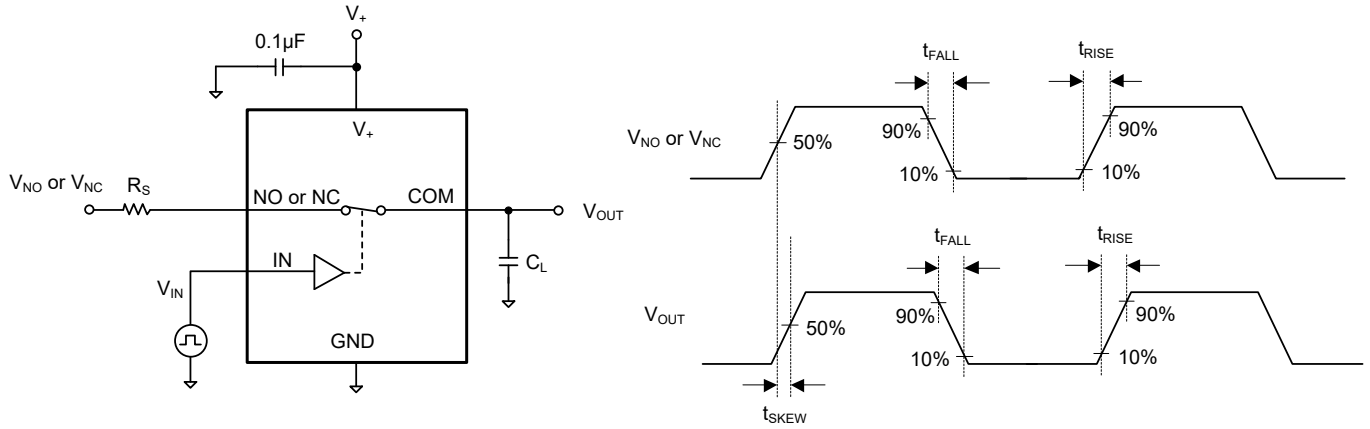 V+
0.1µF
V+
VNO or VNC
RS
NO or NC
COM
VOUT
IN
CL
VIN
GND
tFALL
tRISE
VNO or VNC
50%
90%
10%
90%
10%
tFALL
tRISE
VOUT
50%
90%
10%
90%
10%
tSKEW